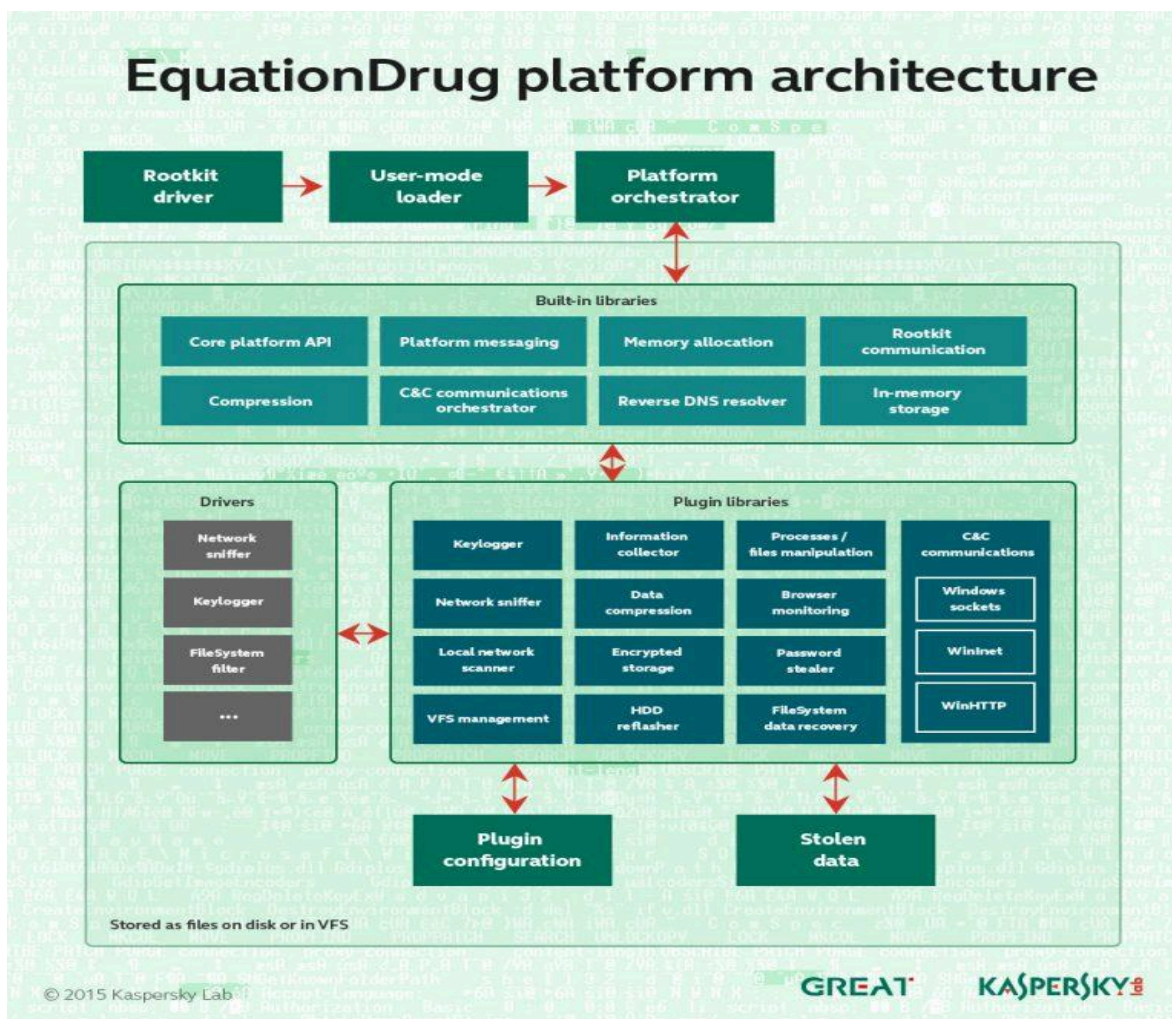 EquationDrug platform architecture
Rootkit
driver
User-mode
loader
Platform
orchestrator
Built-in libraries
Core platform API
Platform messaging
Memory allocation
Rootkit
communication
Compression
C&C communications
orchestrator
Reverse DNS resolver
In-memory
storage
Drivers
Network
sniffer
Keylogger
FileSystem
filter
...
Plugin libraries
Keylogger
Information
collector
Processes /
files manipulation
C&C
communications
Network sniffer
Data
compression
Browser
monitoring
Windows
sockets
Local network
scanner
Encrypted
storage
Password
stealer
WinInet
VFS management
HDD
reflasher
FileSystem
data recovery
WinHTTP
Plugin
configuration
Stolen
data
Stored as files on disk or in VFS
© 2015 Kaspersky Lab
GREAT
KASPERSKY lab